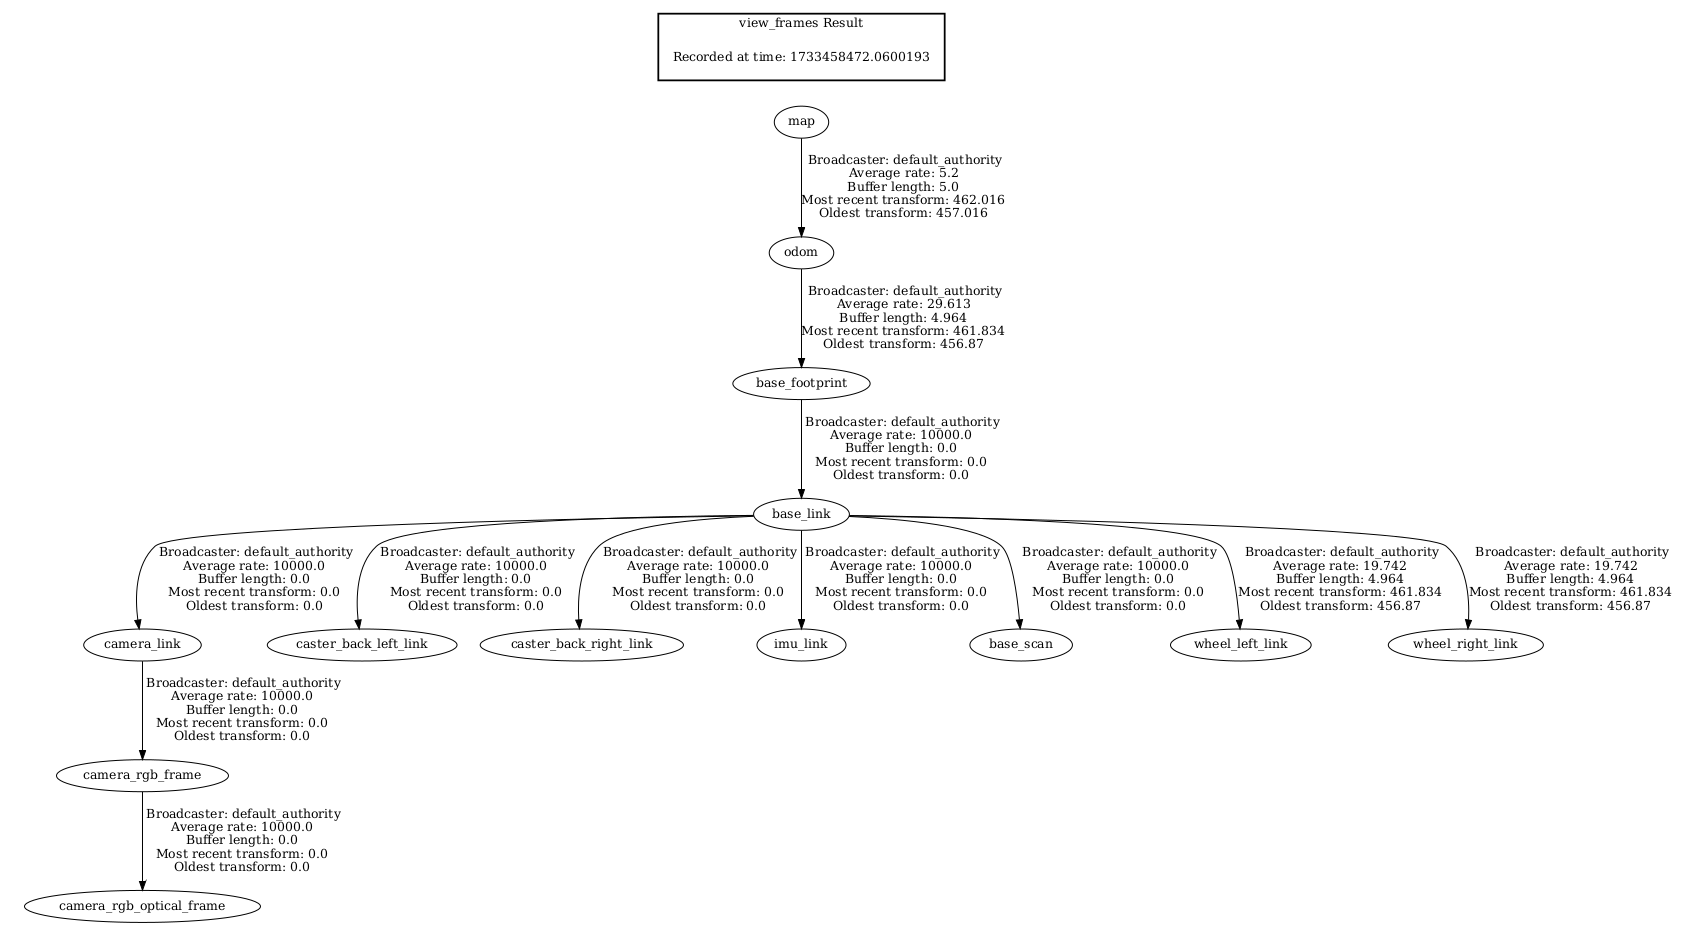 view_frames Result
Recorded at time: 1733458472.0600193
map
Broadcaster: default_authority
Average rate: 5.2
Buffer length: 5.0
Most recent transform: 462.016
Oldest transform: 457.016
odom
Broadcaster: default_authority
Average rate: 29.613
Buffer length: 4.964
Most recent transform: 461.834
Oldest transform: 456.87
base_footprint
Broadcaster: default_authority
Average rate: 10000.0
Buffer length: 0.0
Most recent transform: 0.0
Oldest transform: 0.0
base_link
Broadcaster: default_authority
Average rate: 10000.0
Buffer length: 0.0
Most recent transform: 0.0
Oldest transform: 0.0
Broadcaster: default_authority
Average rate: 10000.0
Buffer length: 0.0
Most recent transform: 0.0
Oldest transform: 0.0
Broadcaster: default_authority
Average rate: 10000.0
Buffer length: 0.0
Most recent transform: 0.0
Oldest transform: 0.0
Broadcaster: default_authority
Average rate: 10000.0
Buffer length: 0.0
Most recent transform: 0.0
Oldest transform: 0.0
Broadcaster: default_authority
Average rate: 10000.0
Buffer length: 0.0
Most recent transform: 0.0
Oldest transform: 0.0
Broadcaster: default_authority
Average rate: 19.742
Buffer length: 4.964
Most recent transform: 461.834
Oldest transform: 456.87
Broadcaster: default_authority
Average rate: 19.742
Buffer length: 4.964
Most recent transform: 461.834
Oldest transform: 456.87
camera_link
caster_back_left_link
caster_back_right_link
imu_link
base_scan
wheel_left_link
wheel_right_link
Broadcaster: default_authority
Average rate: 10000.0
Buffer length: 0.0
Most recent transform: 0.0
Oldest transform: 0.0
camera_rgb_frame
Broadcaster: default_authority
Average rate: 10000.0
Buffer length: 0.0
Most recent transform: 0.0
Oldest transform: 0.0
camera_rgb_optical_frame